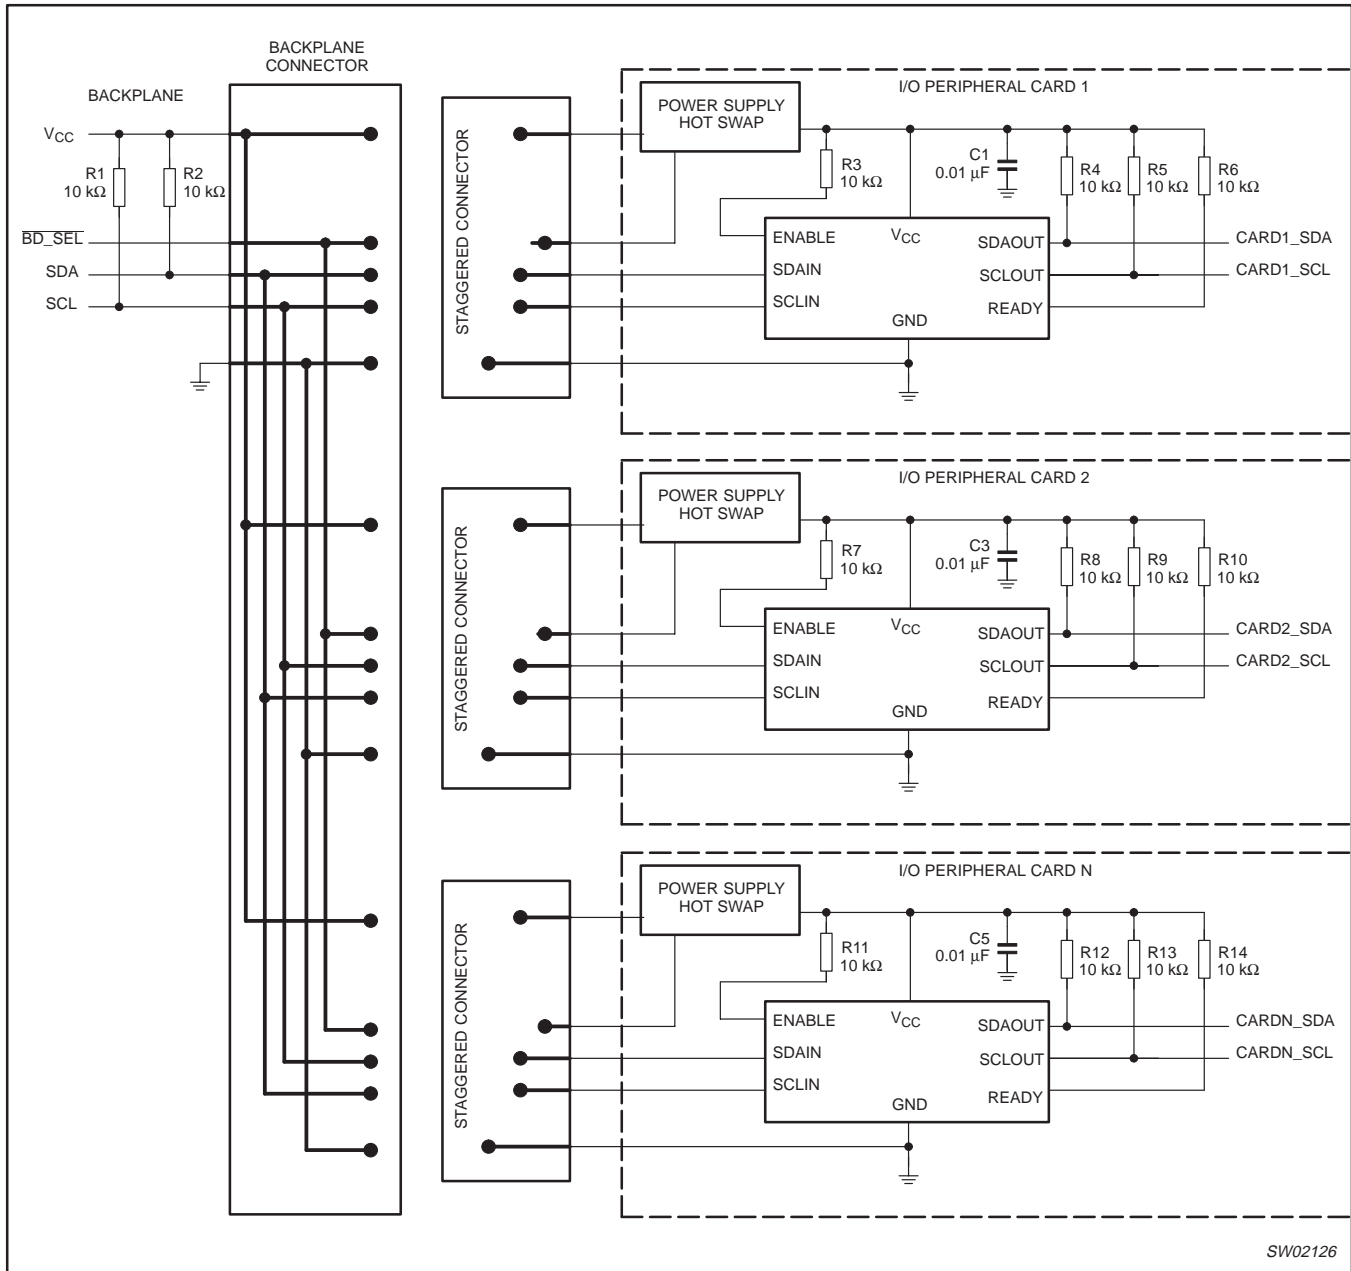 BACKPLANE
CONNECTOR
BACKPLANE
VCC
R1
10 kΩ
R2
10 kΩ
BD_SEL
SDA
SCL
STAGGERED CONNECTOR
I/O PERIPHERAL CARD 1
POWER SUPPLY
HOT SWAP
R3
10 kΩ
C1
0.01 µF
R4
10 kΩ
R5
10 kΩ
R6
10 kΩ
ENABLE
VCC
SDAOUT
CARD1_SDA
SDAIN
SCLOUT
CARD1_SCL
SCLIN
READY
GND
STAGGERED CONNECTOR
I/O PERIPHERAL CARD 2
POWER SUPPLY
HOT SWAP
R7
10 kΩ
C3
0.01 µF
R8
10 kΩ
R9
10 kΩ
R10
10 kΩ
ENABLE
VCC
SDAOUT
CARD2_SDA
SDAIN
SCLOUT
CARD2_SCL
SCLIN
READY
GND
STAGGERED CONNECTOR
I/O PERIPHERAL CARD N
POWER SUPPLY
HOT SWAP
R11
10 kΩ
C5
0.01 µF
R12
10 kΩ
R13
10 kΩ
R14
10 kΩ
ENABLE
VCC
SDAOUT
CARDN_SDA
SDAIN
SCLOUT
CARDN_SCL
SCLIN
READY
GND
SW02126